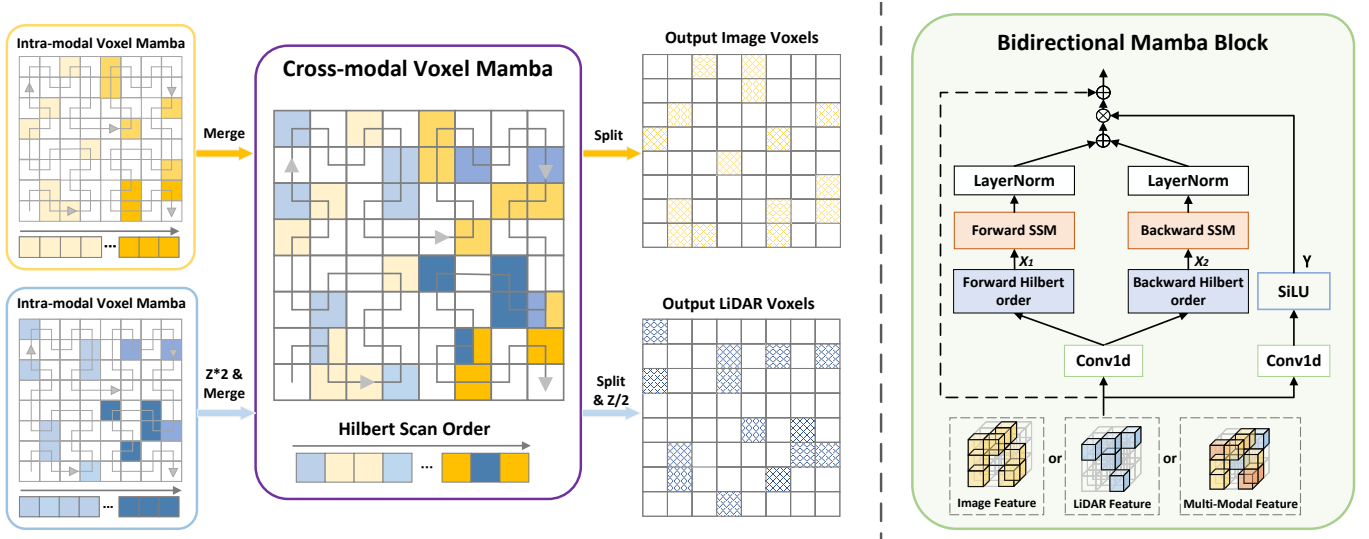 Intra-modal Voxel Mamba
...
Merge
Intra-modal Voxel Mamba
...
Z*2 &
Merge
Cross-modal Voxel Mamba
Hilbert Scan Order
...
Split
Output Image Voxels
Split
& Z/2
Output LiDAR Voxels
Bidirectional Mamba Block
LayerNorm
LayerNorm
Forward SSM
Backward SSM
X₁
X₂
Y
Forward Hilbert
order
Backward Hilbert
order
SiLU
Conv1d
Conv1d
or
or
Image Feature
LiDAR Feature
Multi-Modal Feature